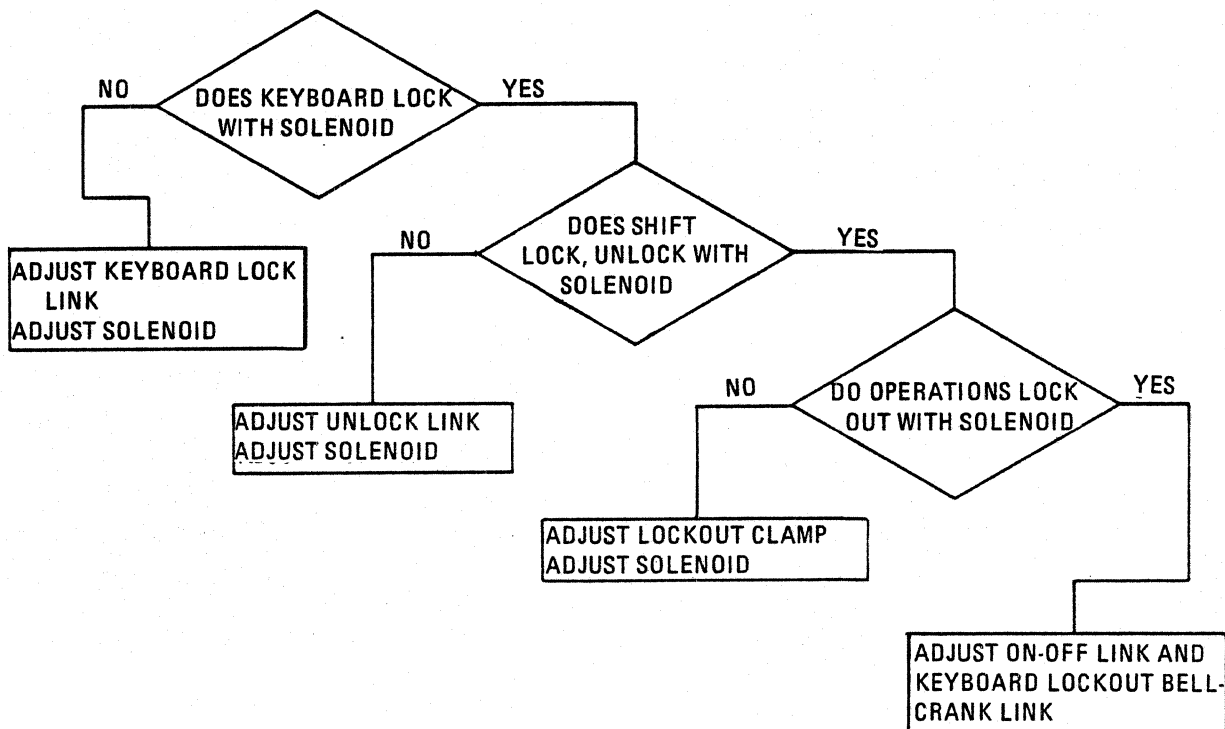 NO
DOES KEYBOARD LOCK
WITH SOLENOID
YES
ADJUST KEYBOARD LOCK
LINK
ADJUST SOLENOID
NO
DOES SHIFT
LOCK, UNLOCK WITH
SOLENOID
YES
ADJUST UNLOCK LINK
ADJUST SOLENOID
NO
DO OPERATIONS LOCK
OUT WITH SOLENOID
YES
ADJUST LOCKOUT CLAMP
ADJUST SOLENOID
ADJUST ON-OFF LINK AND
KEYBOARD LOCKOUT BELL-
CRANK LINK